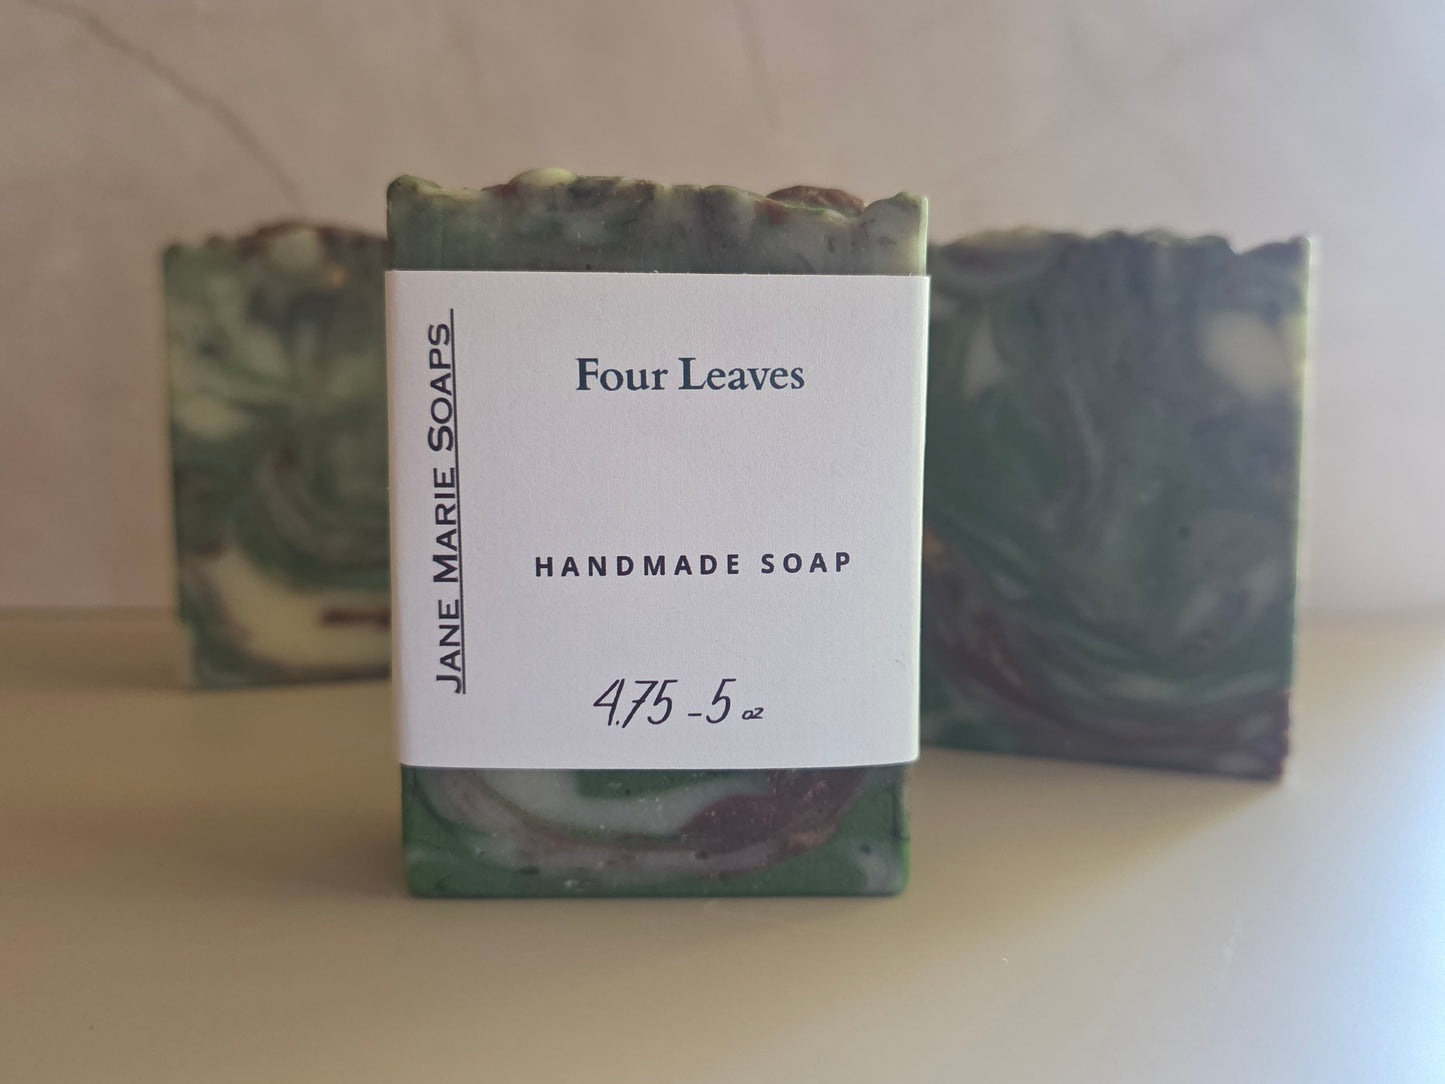 JANE MARIE SOAPS
Four Leaves
HANDMADE SOAP
4.75 - 5 oz